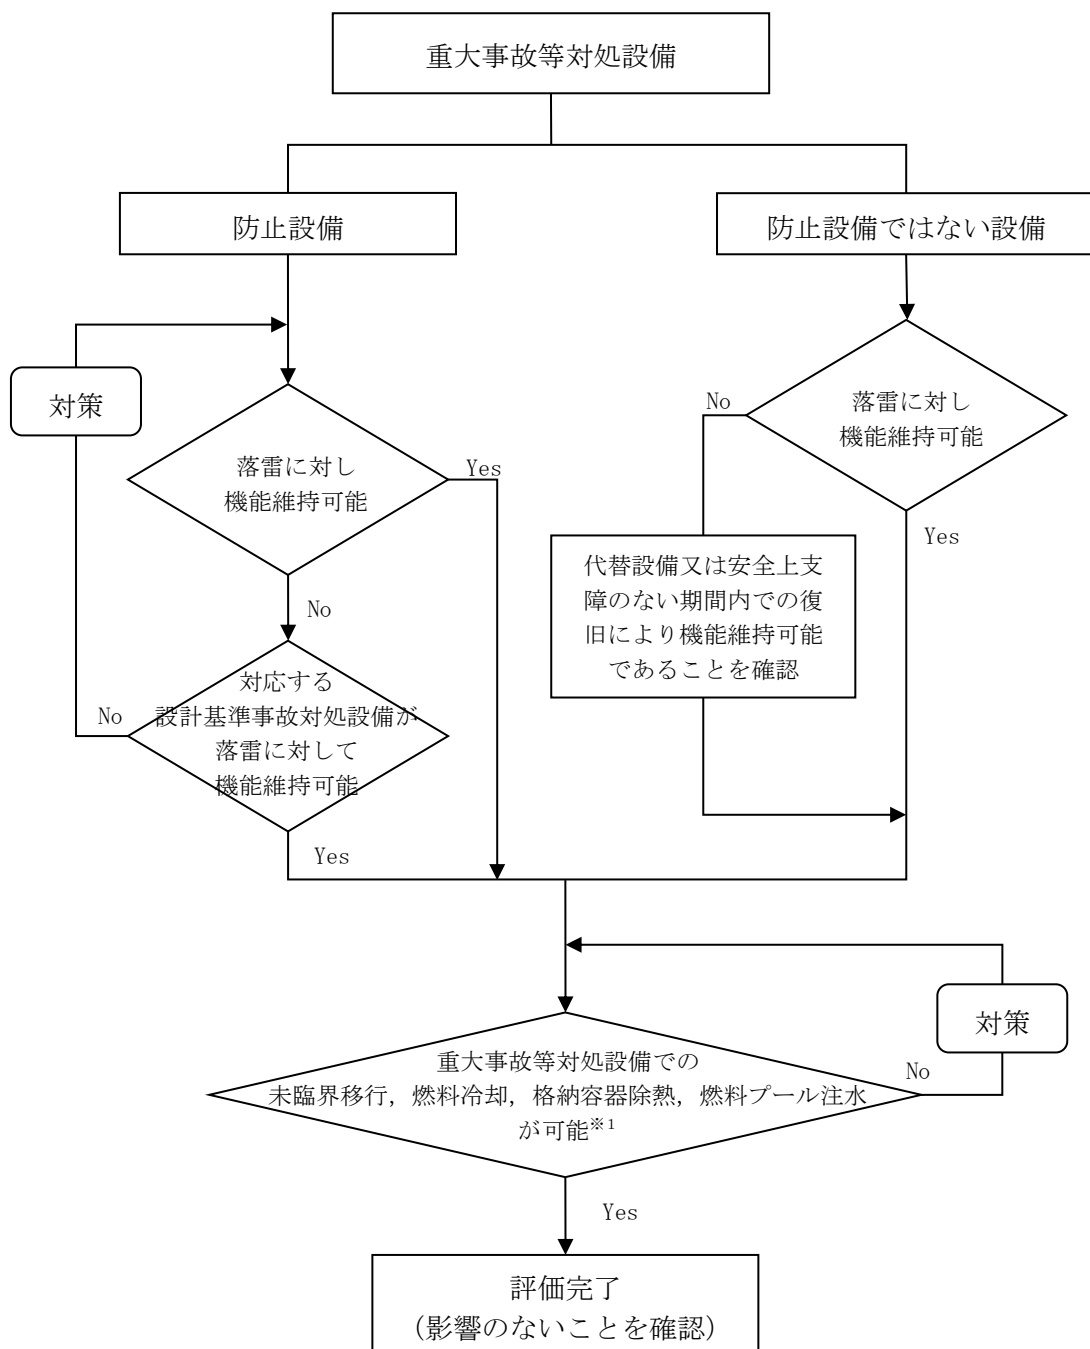 重大事故等対処設備
防止設備
防止設備ではない設備
対策
落雷に対し
機能維持可能
Yes
No
落雷に対し
機能維持可能
No
Yes
代替設備又は安全上支
障のない期間内での復
旧により機能維持可能
であることを確認
対応する
設計基準事故対処設備が
落雷に対して
機能維持可能
No
Yes
対策
重大事故等対処設備での
未臨界移行，燃料冷却，格納容器除熱，燃料プール注水
が可能※1
No
Yes
評価完了
（影響のないことを確認）